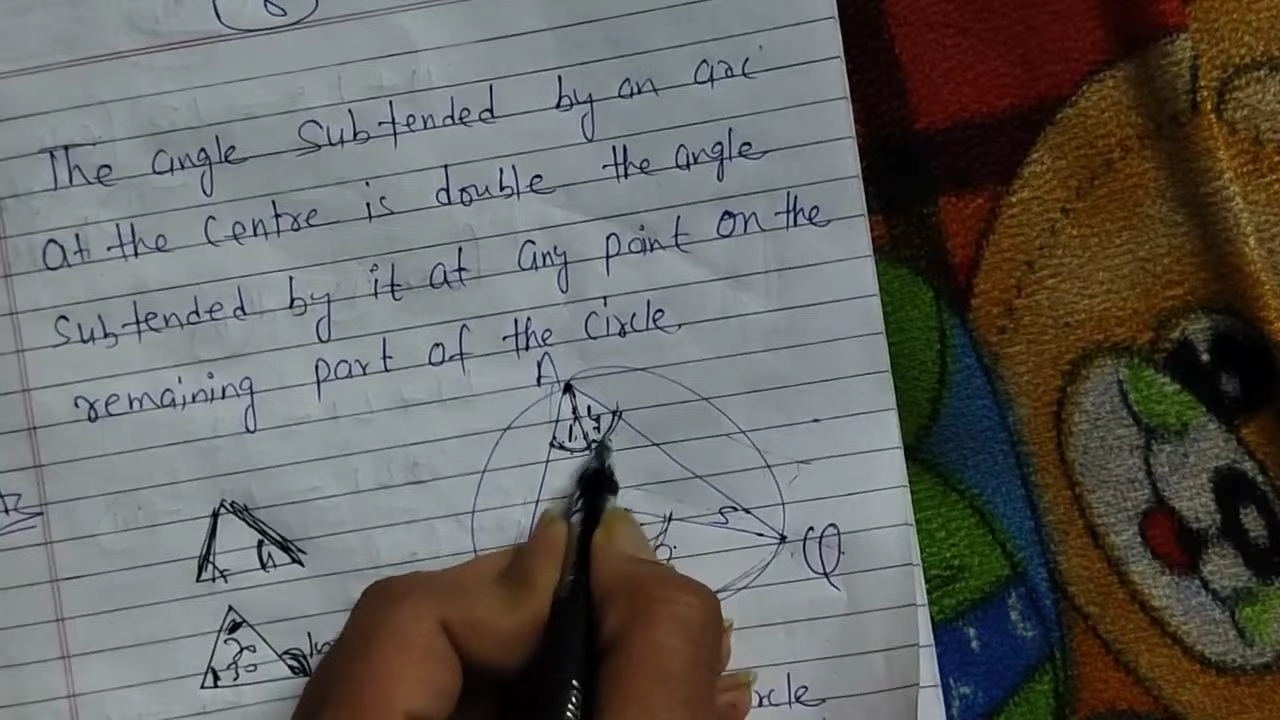 The angle subtended by an arc
at the centre is double the angle
subtended by it at any point on the
remaining part of the circle
A
Q
rcle